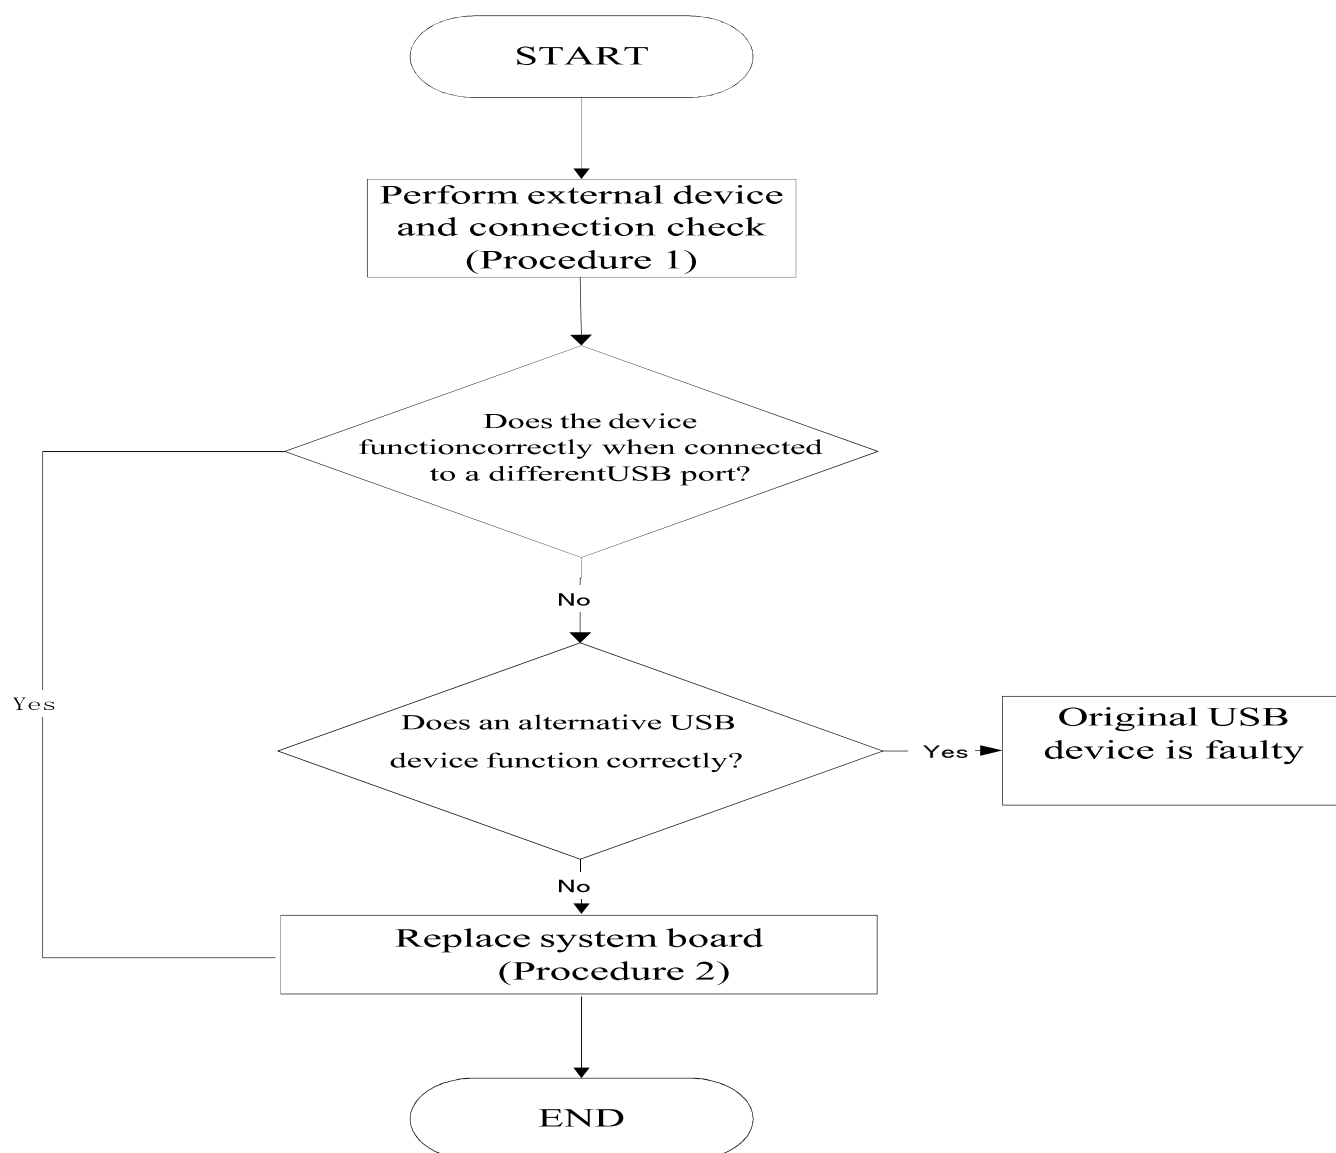 START
Perform external device
and connection check
(Procedure 1)
Does the device
functioncorrectly when connected
to a differentUSB port?
No
Yes
Does an alternative USB
device function correctly?
Yes
Original USB
device is faulty
No
Replace system board
(Procedure 2)
END